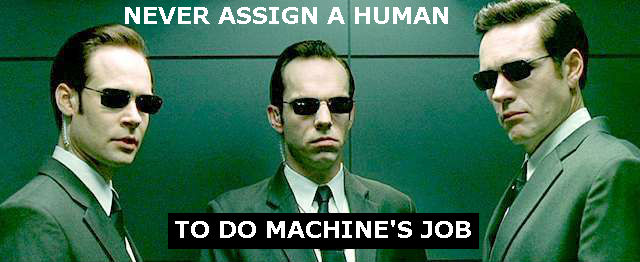 NEVER ASSIGN A HUMAN
TO DO MACHINE'S JOB